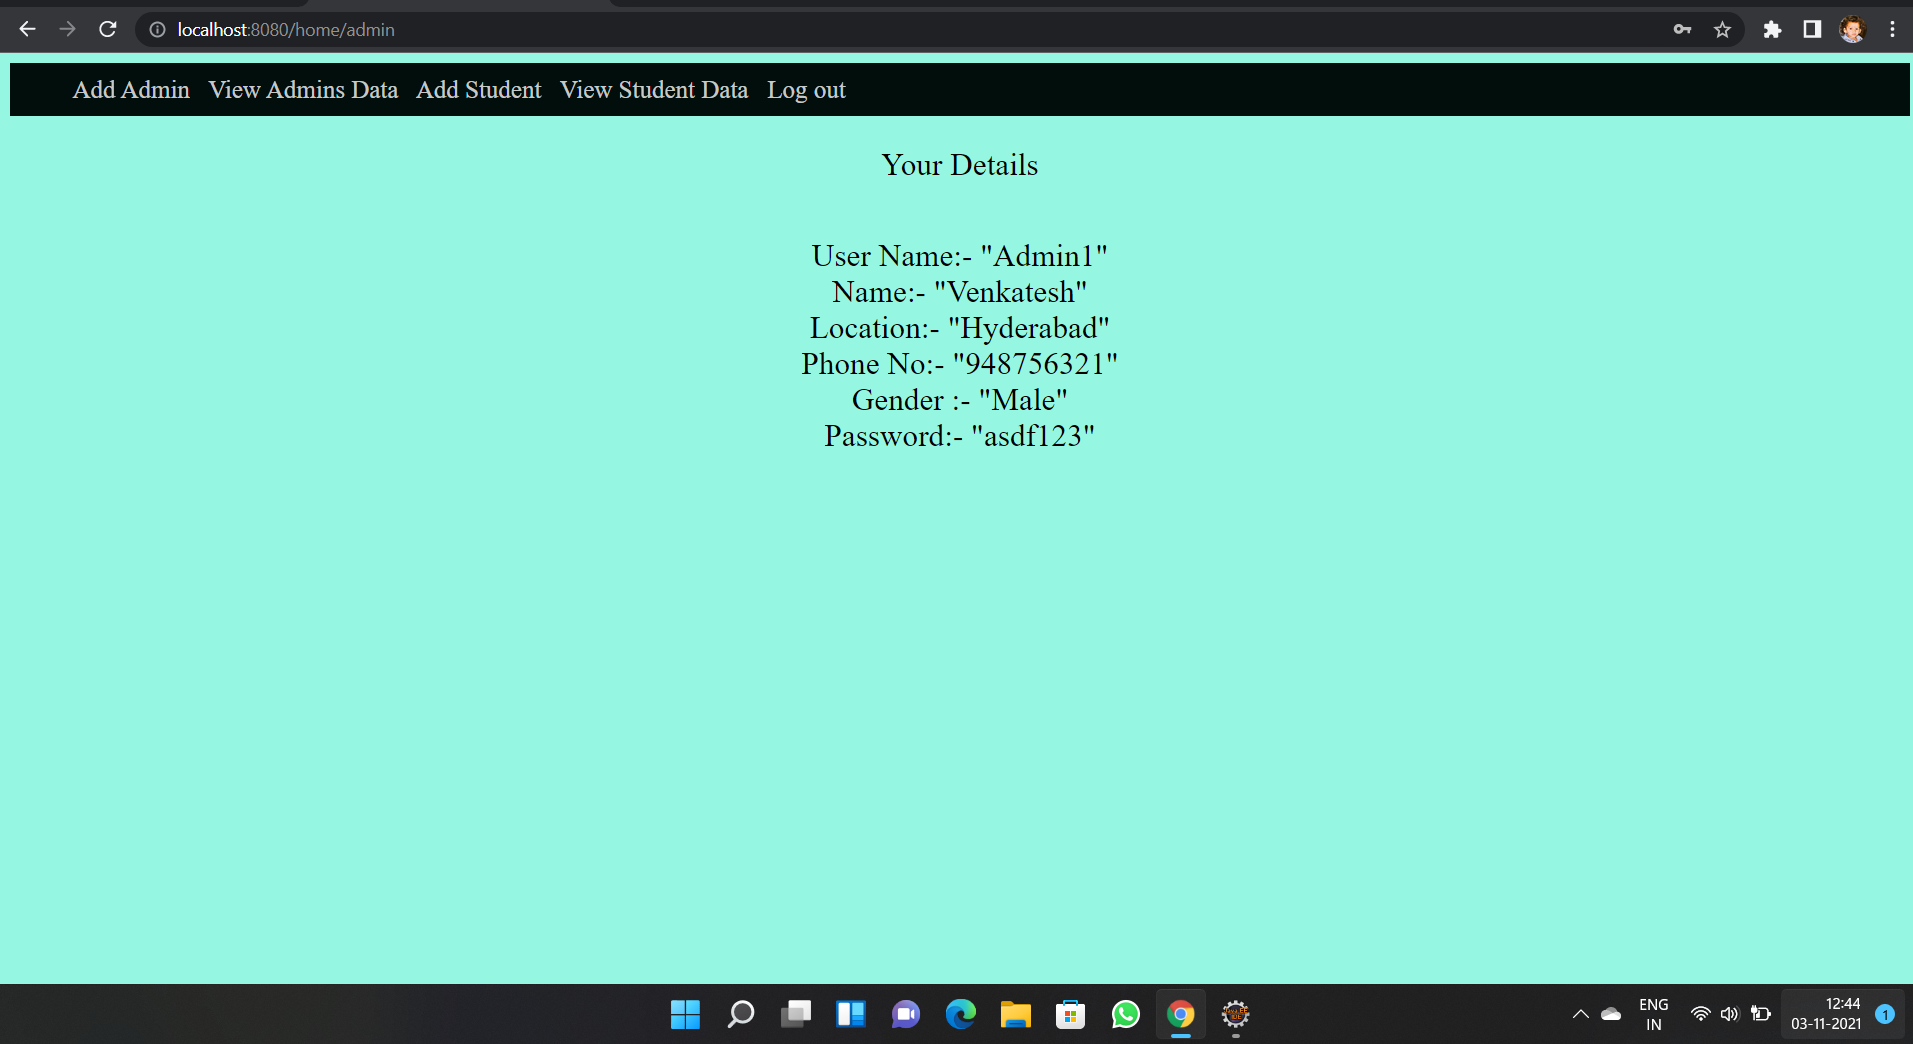 localhost:8080/home/admin
Add Admin View Admins Data Add Student View Student Data Log out
Your Details
User Name:- "Admin1"
Name:- "Venkatesh"
Location:- "Hyderabad"
Phone No:- "948756321"
Gender :- "Male"
Password:- "asdf123"
ENG
IN
12:44
03-11-2021
1